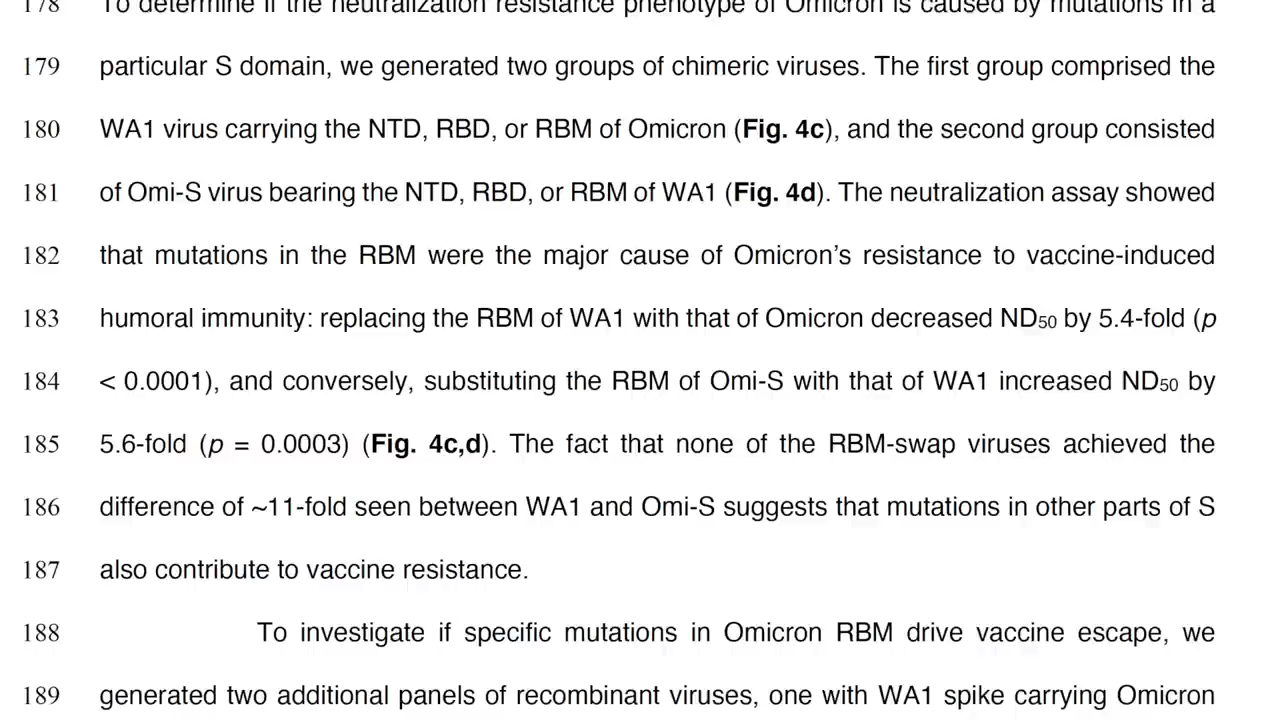 178 To determine if the neutralization resistance phenotype of Omicron is caused by mutations in a
179 particular S domain, we generated two groups of chimeric viruses. The first group comprised the
180 WA1 virus carrying the NTD, RBD, or RBM of Omicron (Fig. 4c), and the second group consisted
181 of Omi-S virus bearing the NTD, RBD, or RBM of WA1 (Fig. 4d). The neutralization assay showed
182 that mutations in the RBM were the major cause of Omicron’s resistance to vaccine-induced
183 humoral immunity: replacing the RBM of WA1 with that of Omicron decreased ND50 by 5.4-fold (p
184 < 0.0001), and conversely, substituting the RBM of Omi-S with that of WA1 increased ND50 by
185 5.6-fold (p = 0.0003) (Fig. 4c,d). The fact that none of the RBM-swap viruses achieved the
186 difference of ~11-fold seen between WA1 and Omi-S suggests that mutations in other parts of S
187 also contribute to vaccine resistance.
188 To investigate if specific mutations in Omicron RBM drive vaccine escape, we
189 generated two additional panels of recombinant viruses, one with WA1 spike carrying Omicron